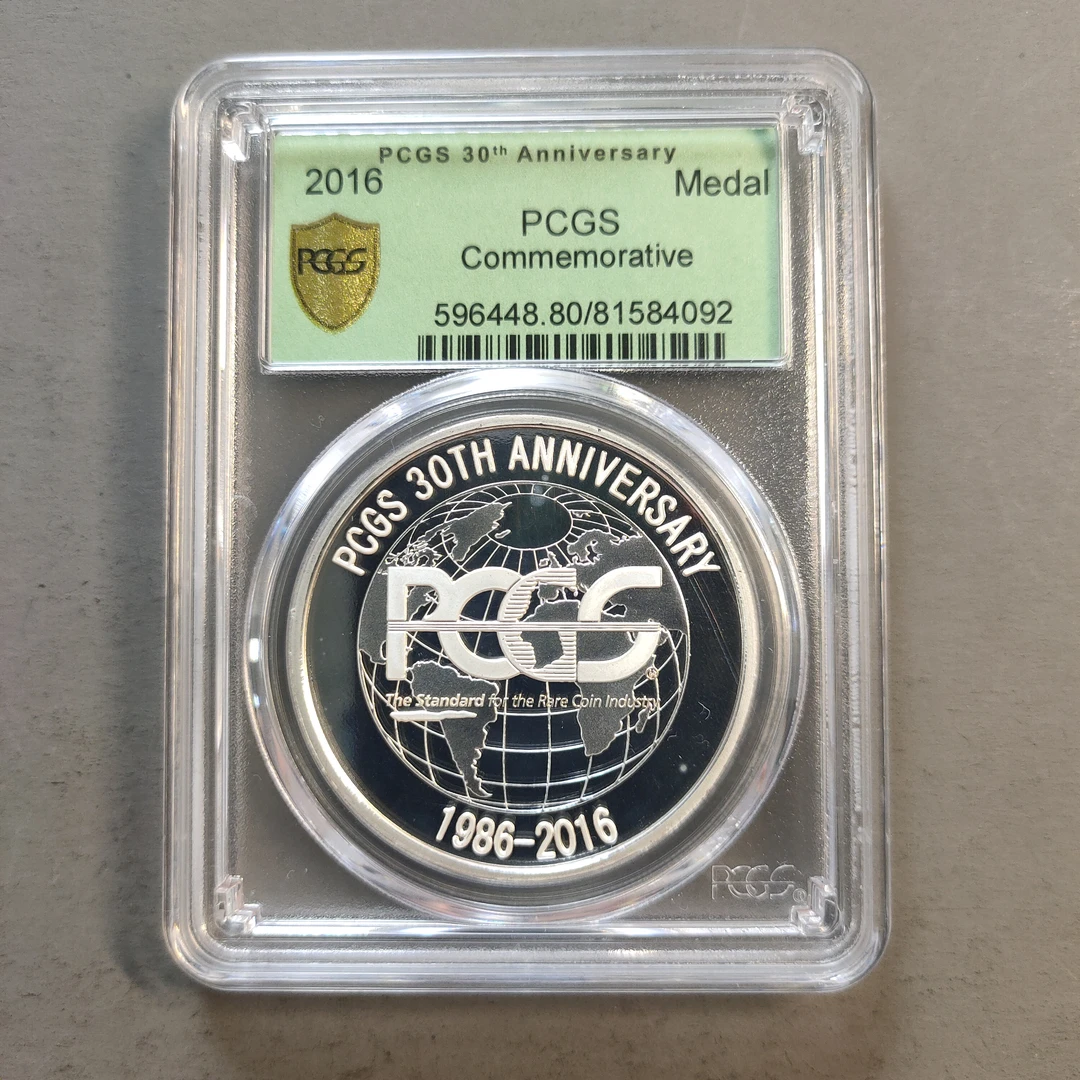 PCGS 30th Anniversary
2016 Medal
PCGS
PCGS
Commemorative
596448.80/81584092
PCGS 30TH ANNIVERSARY
PCGS®
The Standard for the Rare Coin Industry
1986-2016
PCGS®